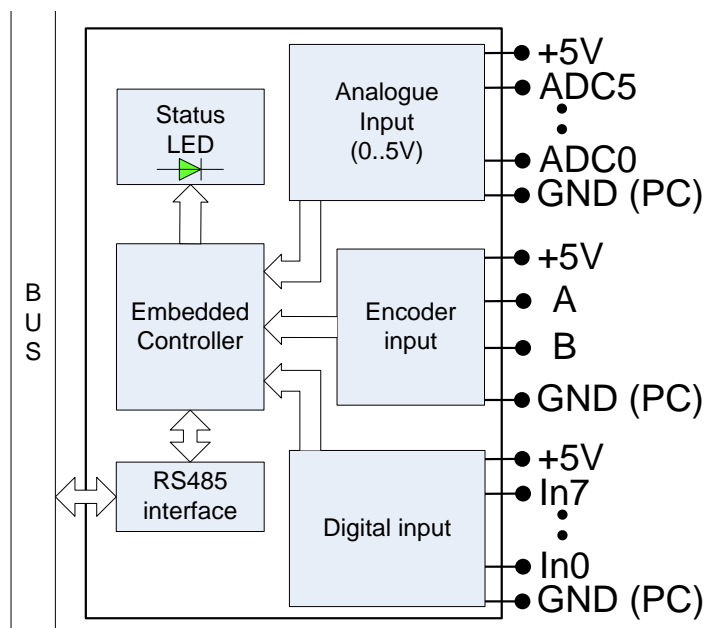 B
U
S
Status
LED
Embedded
Controller
RS485
interface
Analogue
Input
(0..5V)
+5V
ADC5
ADC0
GND (PC)
Encoder
input
+5V
A
B
GND (PC)
Digital input
+5V
In7
In0
GND (PC)